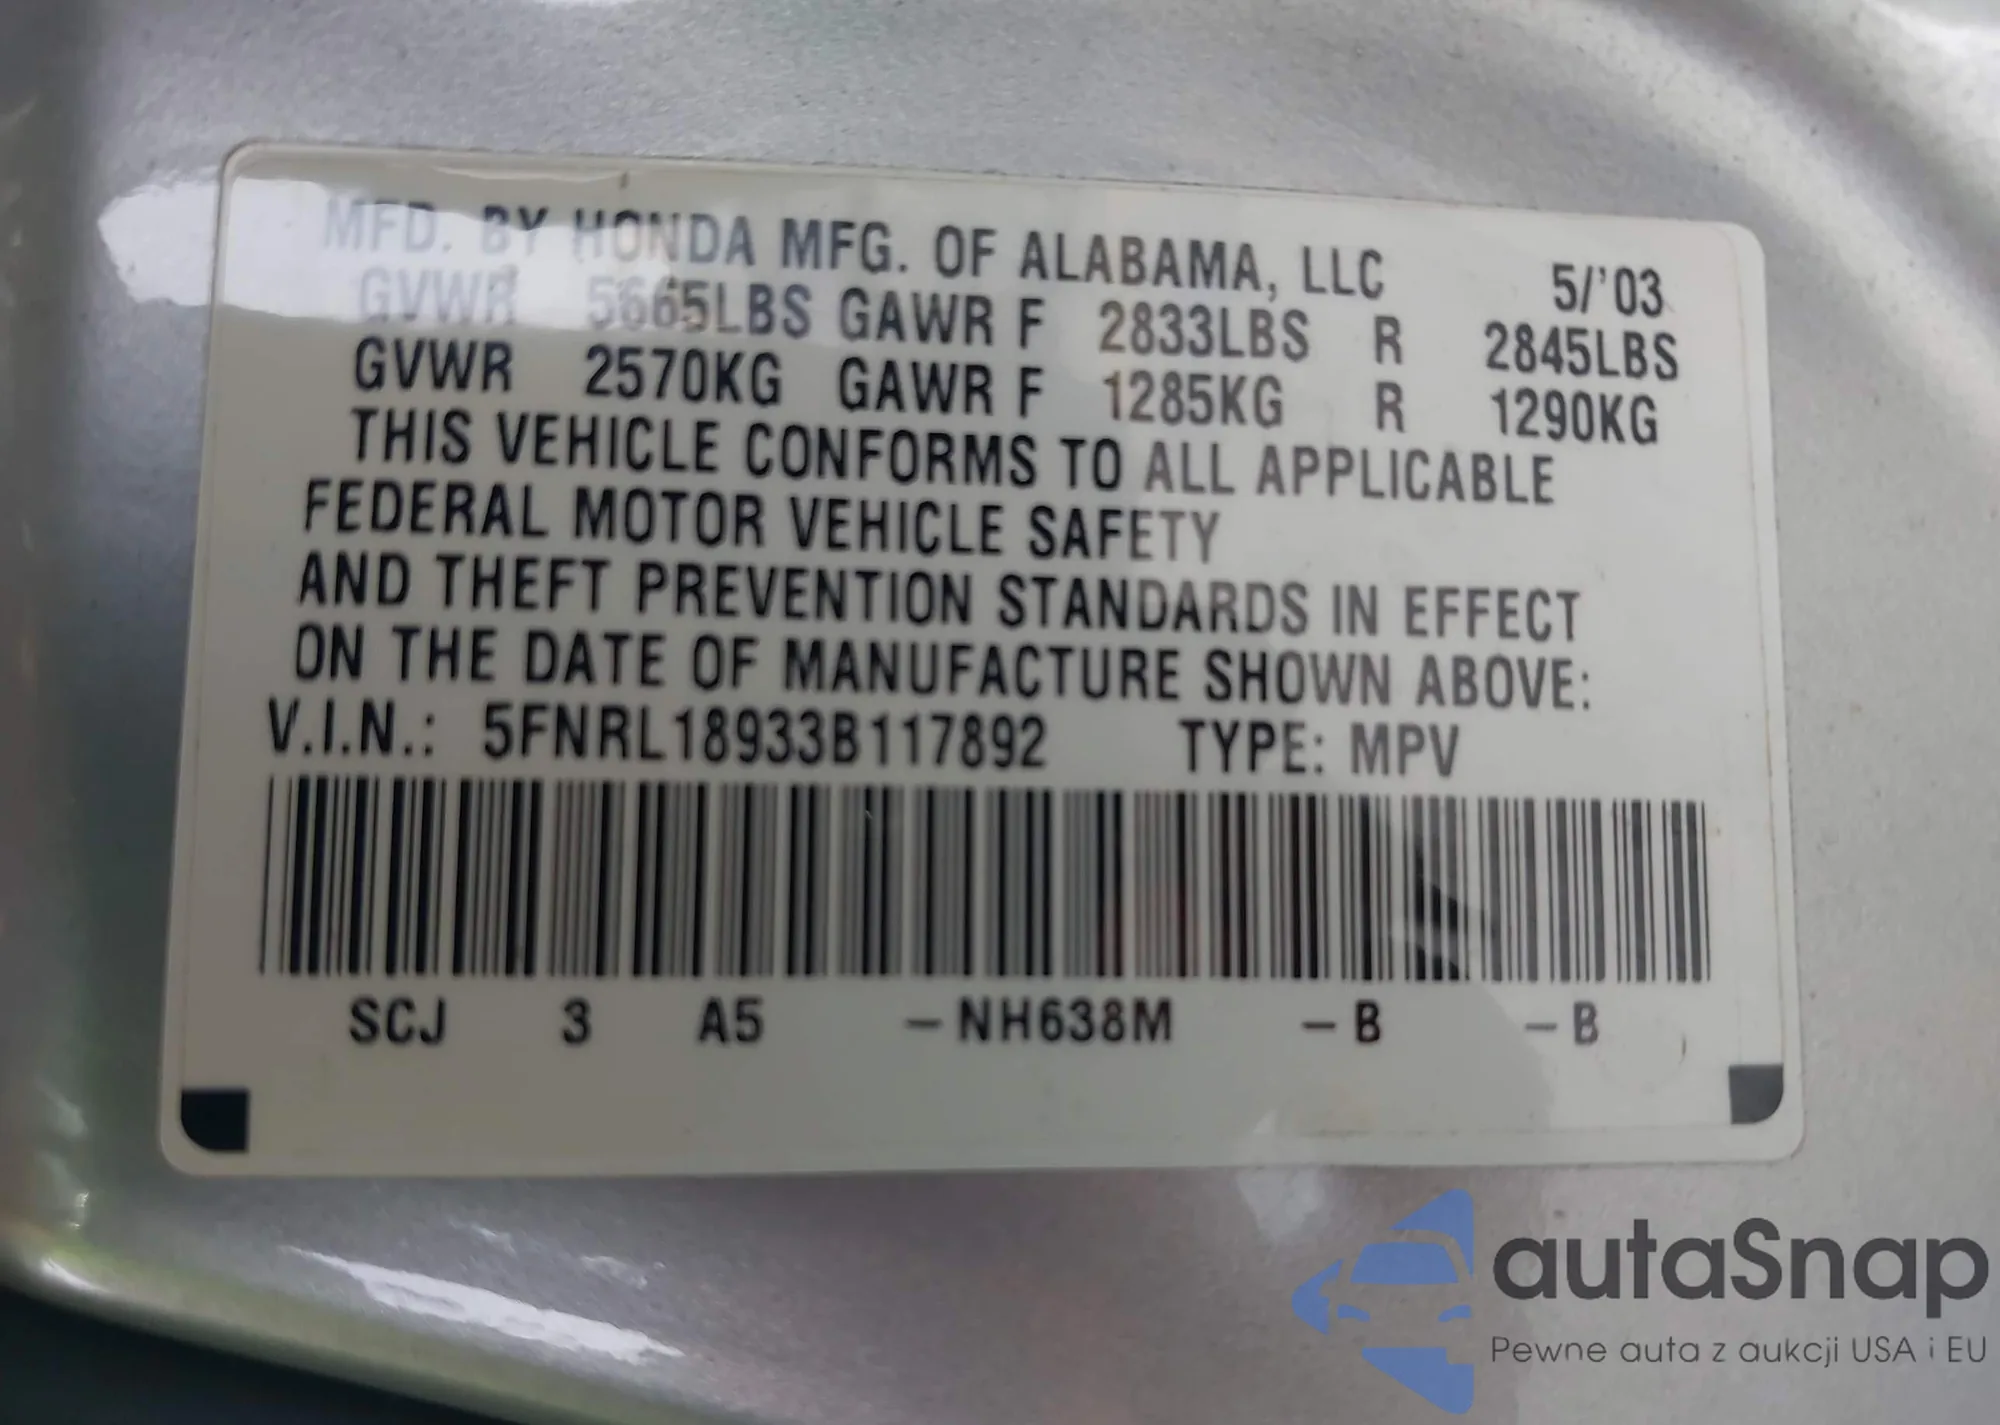 MFD. BY HONDA MFG. OF ALABAMA, LLC 5/'03
GVWR 5665LBS GAWR F 2833LBS R 2845LBS
GVWR 2570KG GAWR F 1285KG R 1290KG
THIS VEHICLE CONFORMS TO ALL APPLICABLE
FEDERAL MOTOR VEHICLE SAFETY
AND THEFT PREVENTION STANDARDS IN EFFECT
ON THE DATE OF MANUFACTURE SHOWN ABOVE:
V.I.N.: 5FNRL18933B117892 TYPE: MPV
SCJ 3 A5 -NH638M -B -B
autaSnap
Pewne auta z aukcji USA i EU